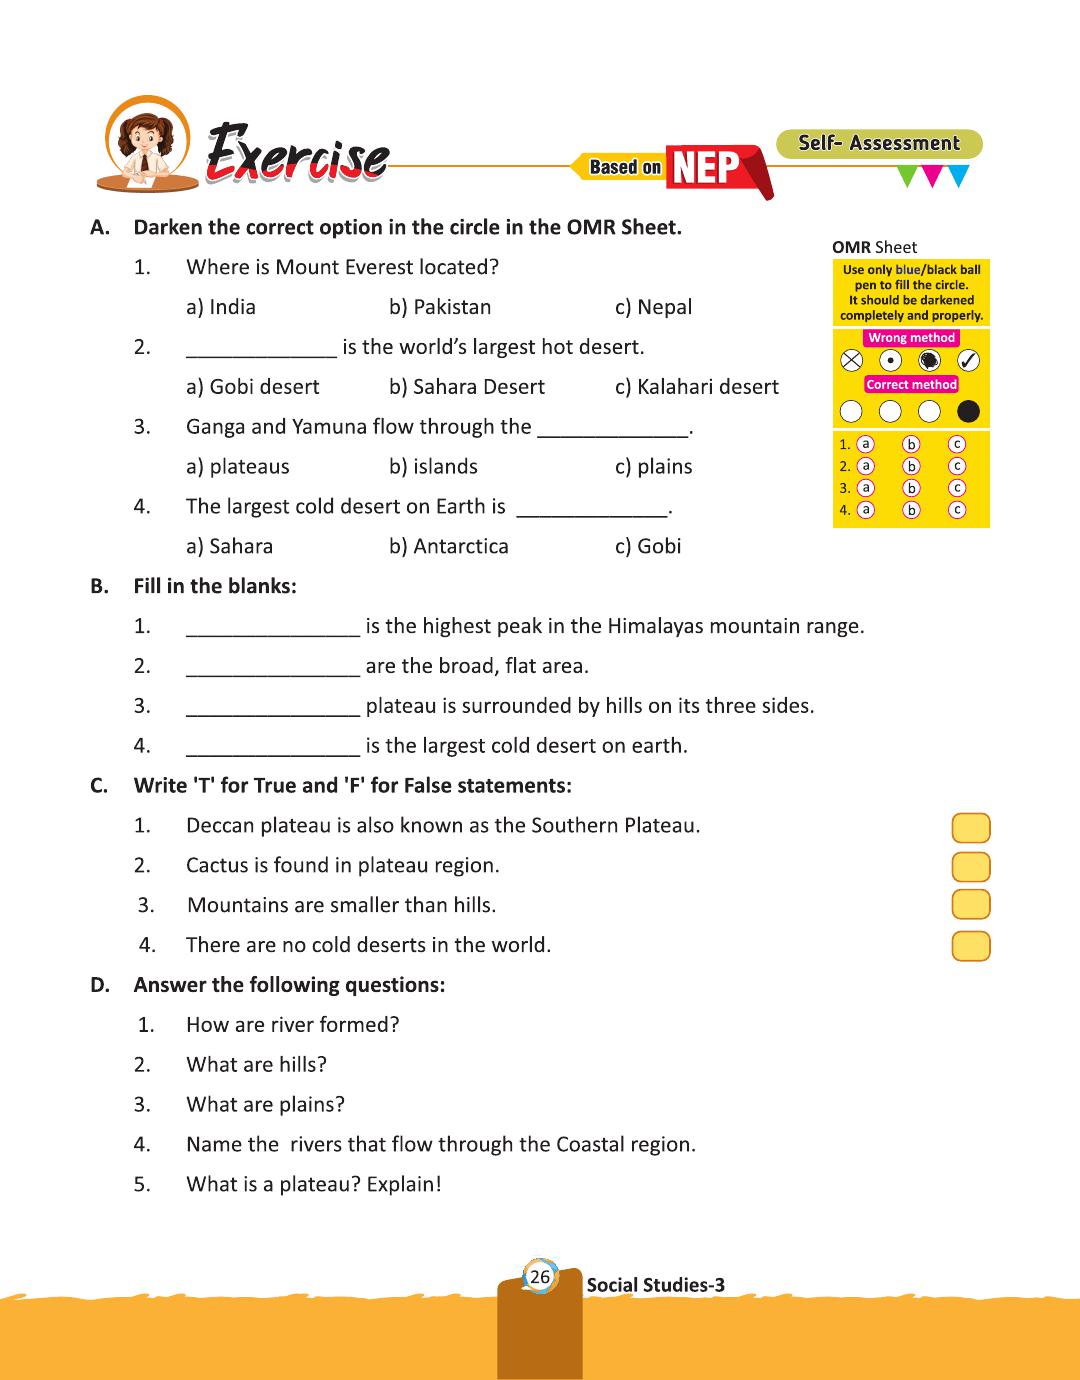 Exercise
Based on NEP
Self- Assessment
A. Darken the correct option in the circle in the OMR Sheet.
1. Where is Mount Everest located?
a) India b) Pakistan c) Nepal
2. _____________ is the world’s largest hot desert.
a) Gobi desert b) Sahara Desert c) Kalahari desert
3. Ganga and Yamuna flow through the _____________.
a) plateaus b) islands c) plains
4. The largest cold desert on Earth is _____________.
a) Sahara b) Antarctica c) Gobi
OMR Sheet
Use only blue/black ball
pen to fill the circle.
It should be darkened
completely and properly.
Wrong method
Correct method
1. a b c
2. a b c
3. a b c
4. a b c
B. Fill in the blanks:
1. _______________ is the highest peak in the Himalayas mountain range.
2. _______________ are the broad, flat area.
3. _______________ plateau is surrounded by hills on its three sides.
4. _______________ is the largest cold desert on earth.
C. Write 'T' for True and 'F' for False statements:
1. Deccan plateau is also known as the Southern Plateau.
2. Cactus is found in plateau region.
3. Mountains are smaller than hills.
4. There are no cold deserts in the world.
D. Answer the following questions:
1. How are river formed?
2. What are hills?
3. What are plains?
4. Name the  rivers that flow through the Coastal region.
5. What is a plateau? Explain!
26
Social Studies-3